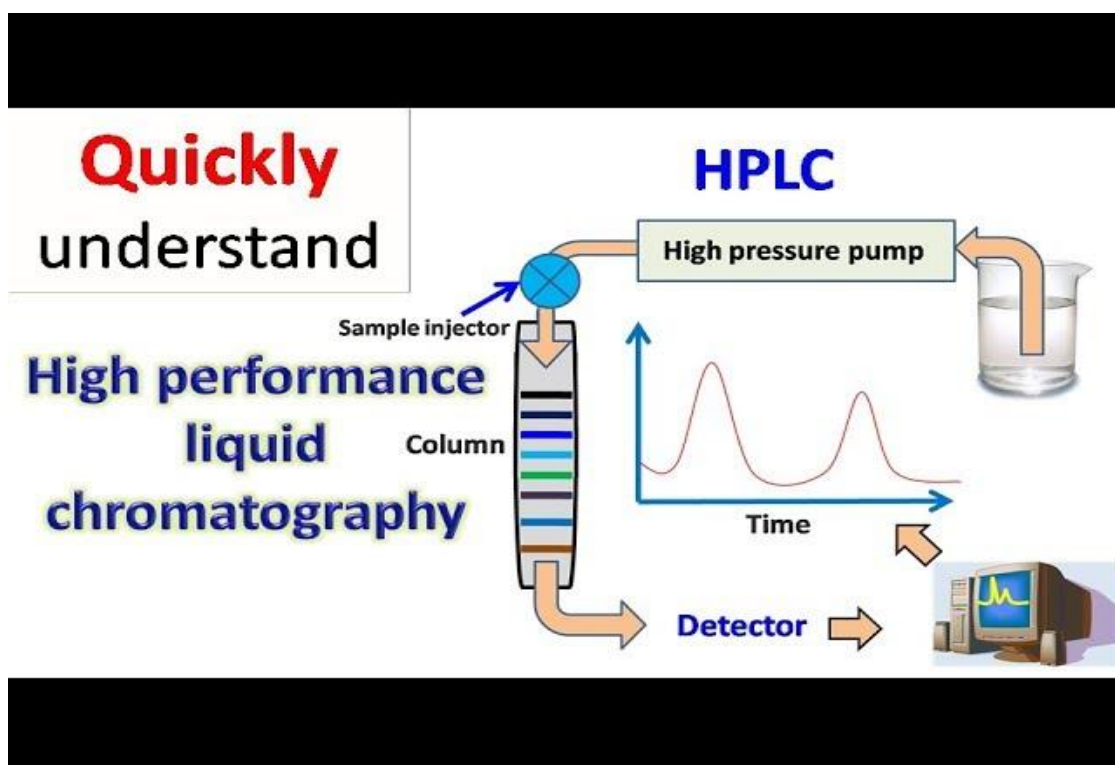 Quickly
understand
High performance
liquid
chromatography
HPLC
High pressure pump
Sample injector
Column
Time
Detector